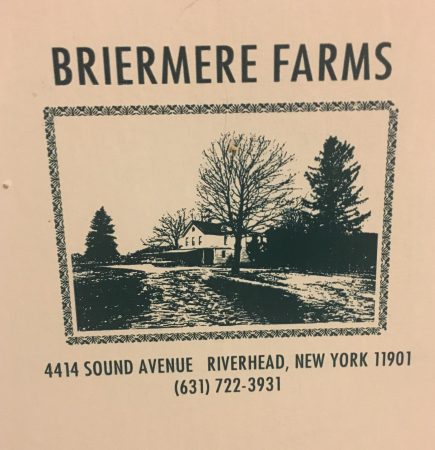 BRIERMERE FARMS
4414 SOUND AVENUE RIVERHEAD, NEW YORK 11901
(631) 722-3931